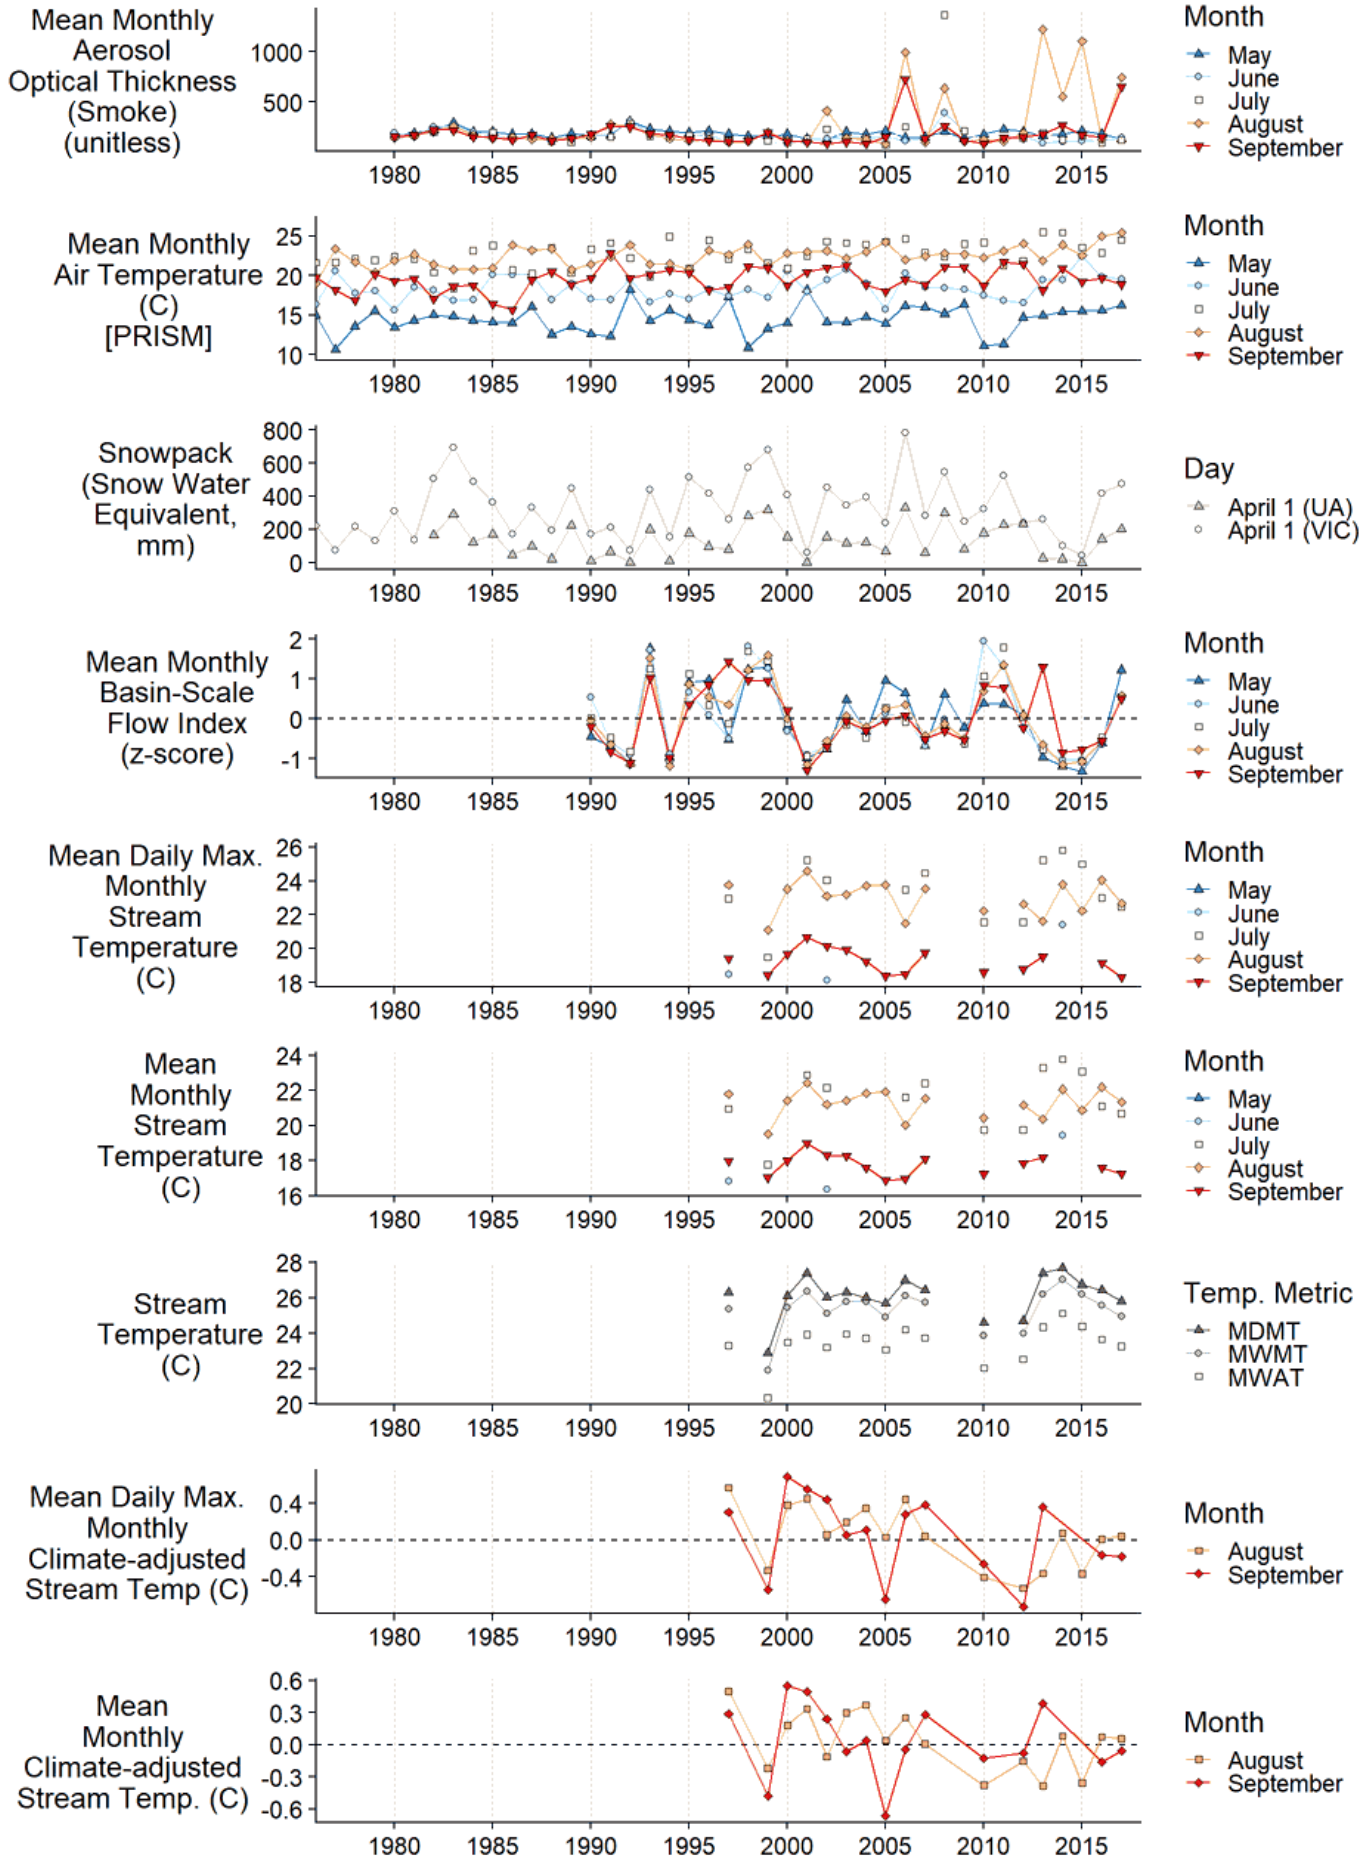 Mean Monthly
Aerosol
Optical Thickness
(Smoke)
(unitless)
1000
500
1980 1985 1990 1995 2000 2005 2010 2015
Month
May
June
July
August
September
Mean Monthly
Air Temperature
(C)
[PRISM]
25
20
15
10
1980 1985 1990 1995 2000 2005 2010 2015
Month
May
June
July
August
September
Snowpack
(Snow Water
Equivalent,
mm)
800
600
400
200
0
1980 1985 1990 1995 2000 2005 2010 2015
Day
April 1 (UA)
April 1 (VIC)
Mean Monthly
Basin-Scale
Flow Index
(z-score)
2
1
0
-1
1980 1985 1990 1995 2000 2005 2010 2015
Month
May
June
July
August
September
Mean Daily Max.
Monthly
Stream
Temperature
(C)
26
24
22
20
18
1980 1985 1990 1995 2000 2005 2010 2015
Month
May
June
July
August
September
Mean
Monthly
Stream
Temperature
(C)
24
22
20
18
16
1980 1985 1990 1995 2000 2005 2010 2015
Month
May
June
July
August
September
Stream
Temperature
(C)
28
26
24
22
20
1980 1985 1990 1995 2000 2005 2010 2015
Temp. Metric
MDMT
MWMT
MWAT
Mean Daily Max.
Monthly
Climate-adjusted
Stream Temp (C)
0.4
0.0
-0.4
1980 1985 1990 1995 2000 2005 2010 2015
Month
August
September
Mean
Monthly
Climate-adjusted
Stream Temp. (C)
0.6
0.3
0.0
-0.3
-0.6
1980 1985 1990 1995 2000 2005 2010 2015
Month
August
September